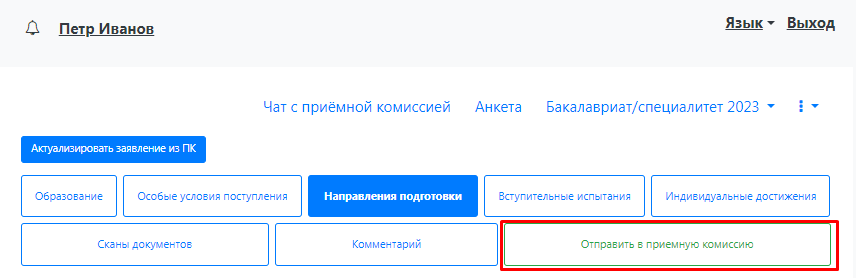 Петр Иванов Язык Выход
Чат с приёмной комиссией Анкета Бакалавриат/специалитет 2023
Актуализировать заявление из ПК
Образование Особые условия поступления Направления подготовки Вступительные испытания Индивидуальные достижения
Сканы документов Комментарий Отправить в приемную комиссию